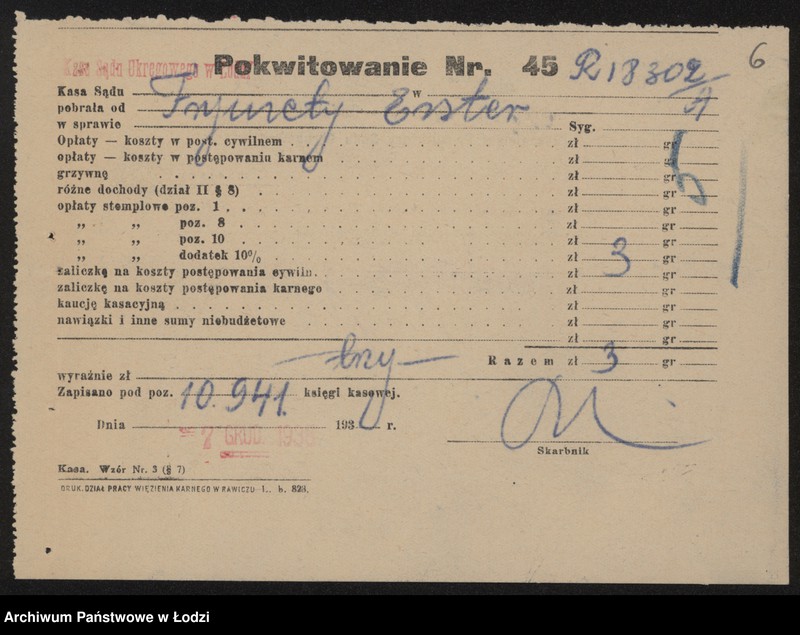 6
Kasa Sądu Okręgowego w Łodzi
Pokwitowanie Nr. 45 R18302/A
Kasa Sądu w
pobrała od Ester
w sprawie Syg.
Opłaty — koszty w post. cywilnem zł gr
opłaty — koszty w postępowaniu karnem zł gr
grzywnę zł gr
różne dochody (dział II § 8) zł gr
opłaty stemplowe poz. 1 zł gr
„ „ poz. 8 zł gr
„ „ poz. 10 zł 3 gr
„ „ dodatek 10% zł gr
zaliczkę na koszty postępowania cywiln. zł gr
zaliczkę na koszty postępowania karnego zł gr
kaucję kasacyjną zł gr
nawiązki i inne sumy niebudżetowe zł gr
zł gr
Razem zł 3 gr
wyraźnie zł — trzy —
Zapisano pod poz. 10.941. księgi kasowej.
Dnia 193 r.
GRUD. 193
Skarbnik
Kasa. Wzór Nr. 3 (§ 7)
DRUK. DZIAŁ PRACY WIĘZIENIA KARNEGO W RAWICZU— L. b. 828.
Archiwum Państwowe w Łodzi